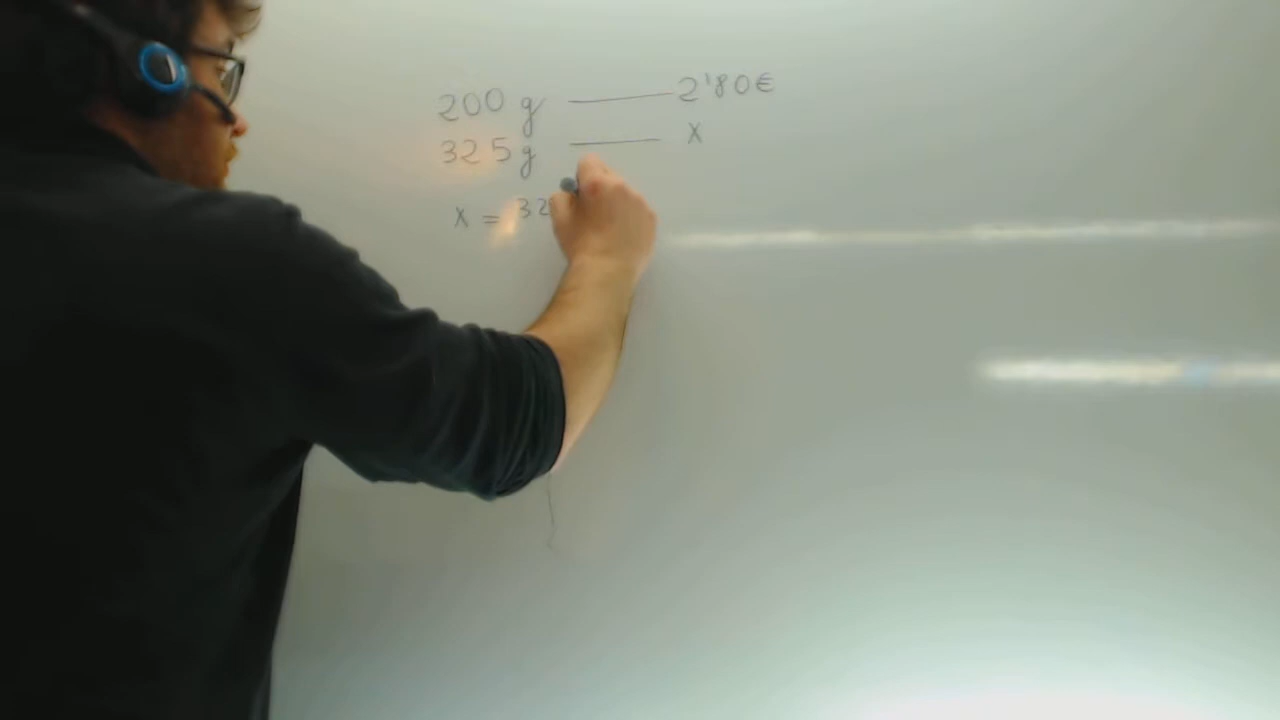 200 g —— 2'80€
325 g —— x
x = 32